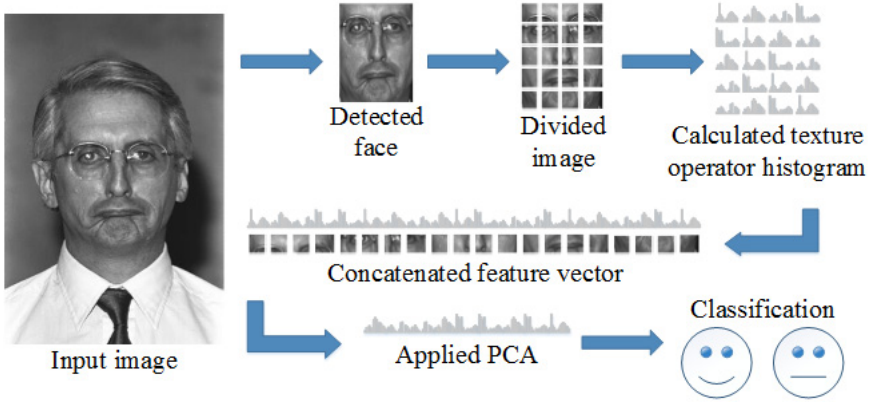 Detected
face
Divided
image
Calculated texture
operator histogram
Concatenated feature vector
Input image
Applied PCA
Classification